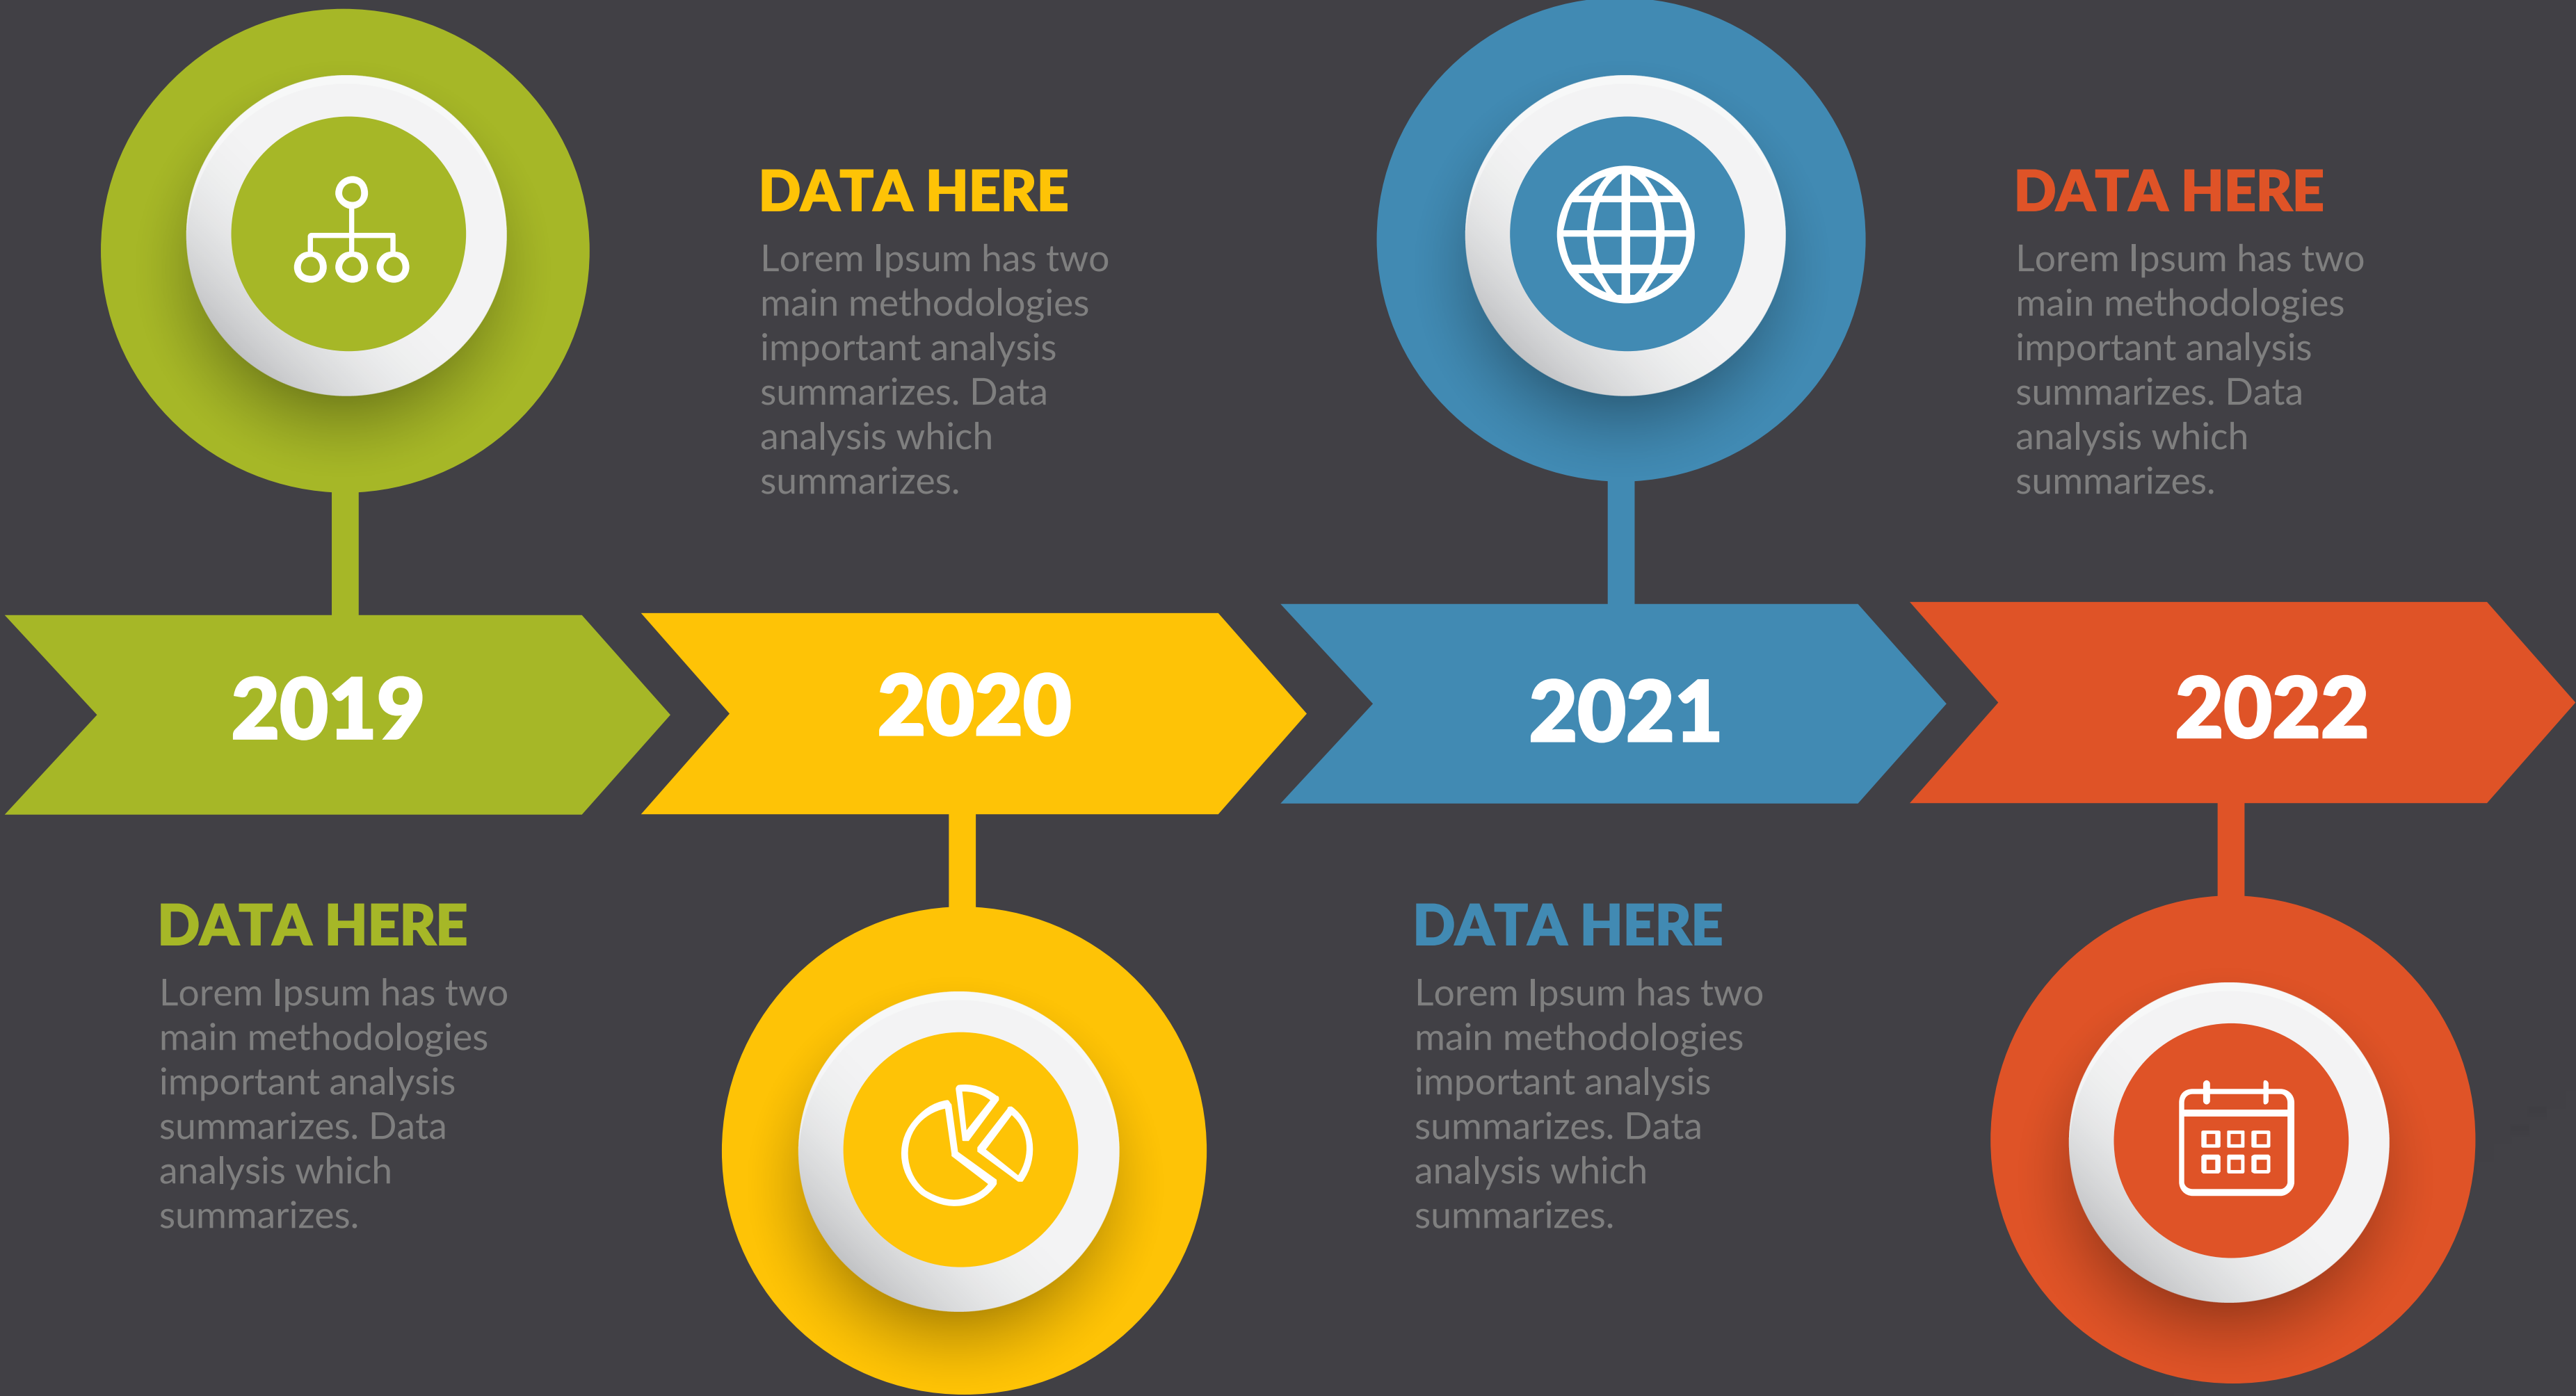 DATA HERE
Lorem Ipsum has two
main methodologies
important analysis
summarizes. Data
analysis which
summarizes.
DATA HERE
Lorem Ipsum has two
main methodologies
important analysis
summarizes. Data
analysis which
summarizes.
2019
2020
2021
2022
DATA HERE
Lorem Ipsum has two
main methodologies
important analysis
summarizes. Data
analysis which
summarizes.
DATA HERE
Lorem Ipsum has two
main methodologies
important analysis
summarizes. Data
analysis which
summarizes.